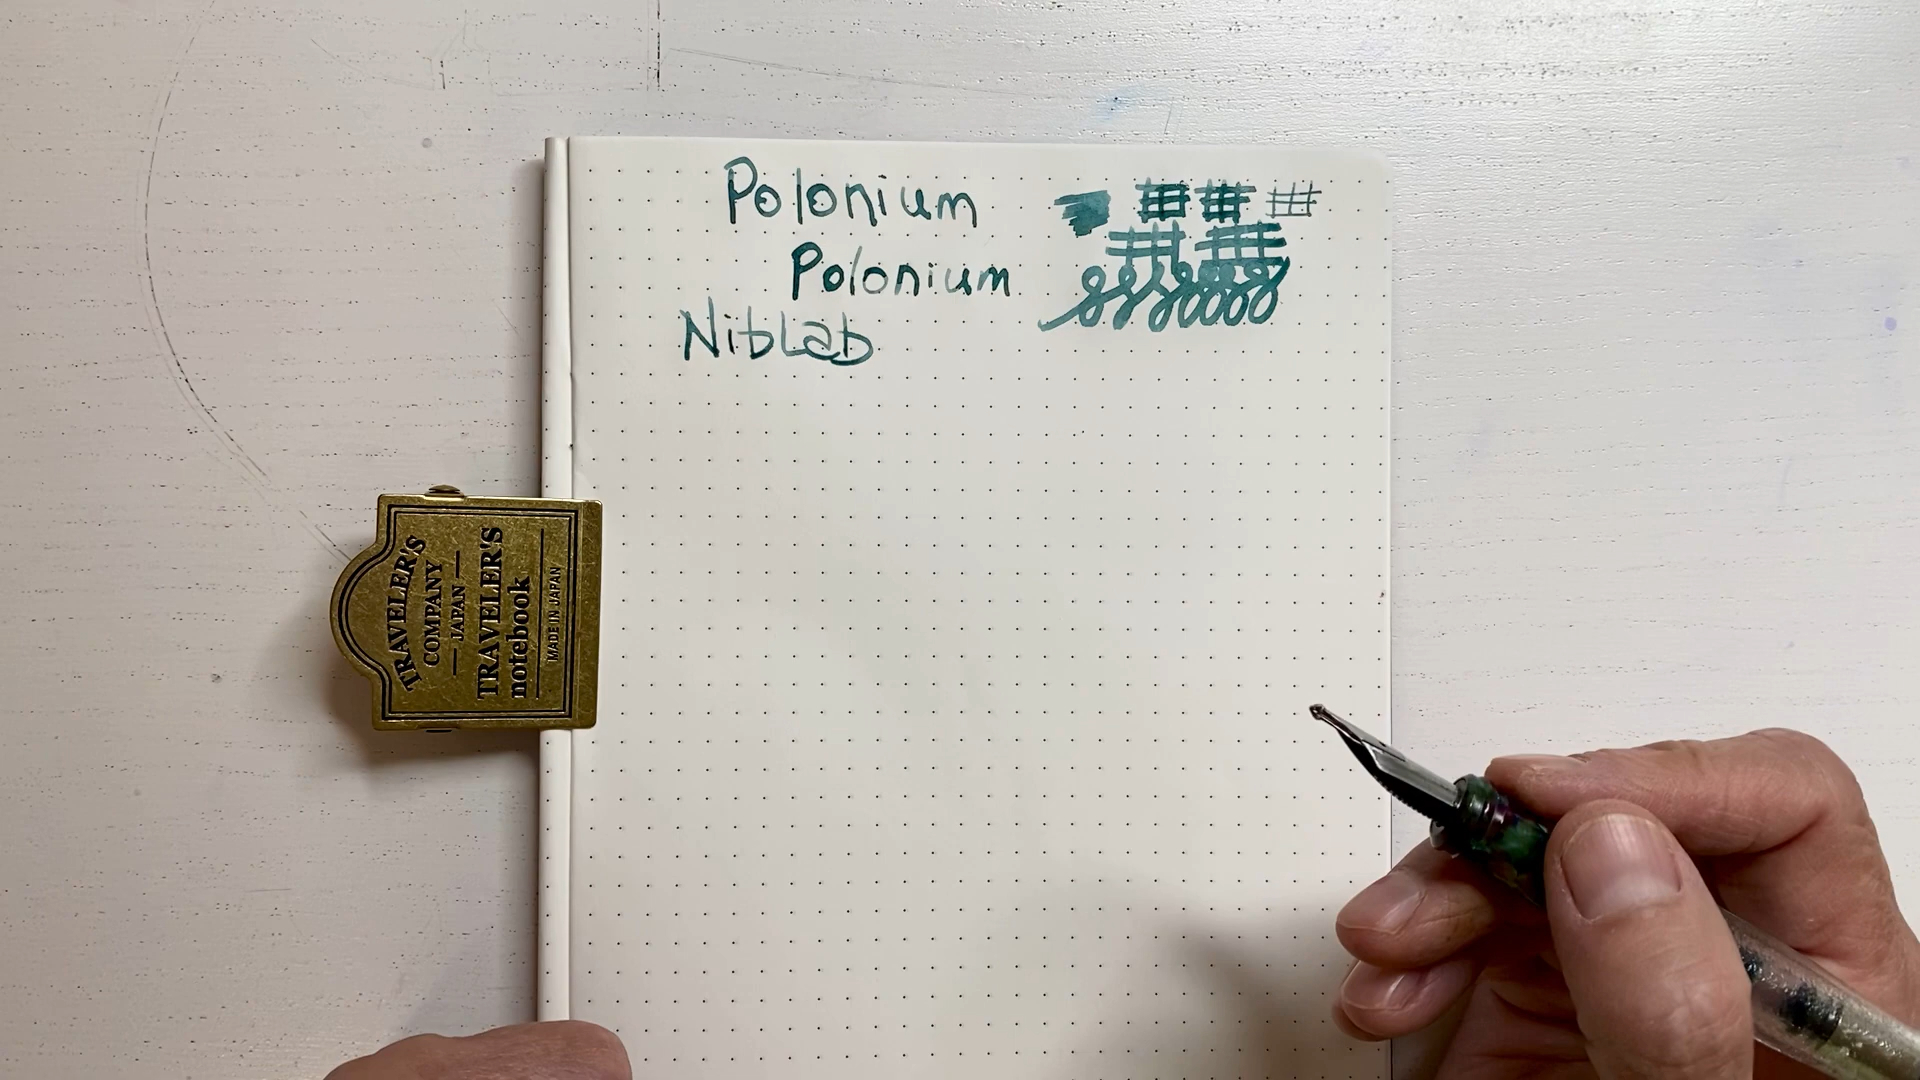 Polonium
Polonium
NibLab
TRAVELER'S
COMPANY
JAPAN
TRAVELER'S
notebook
MADE IN JAPAN